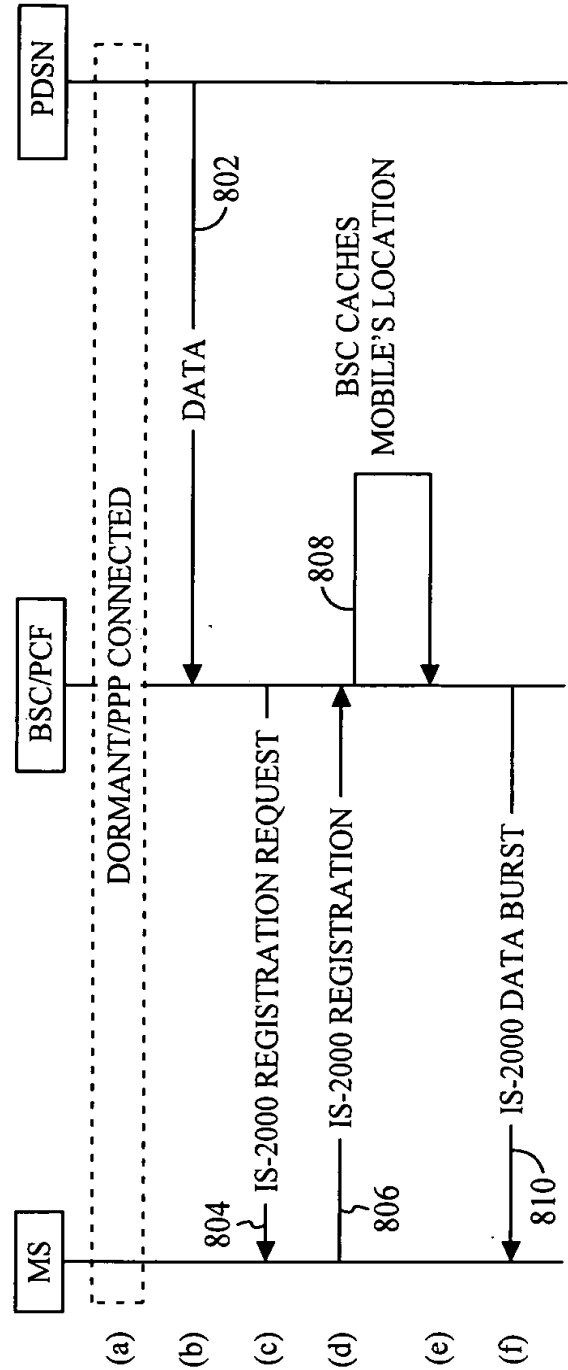 MS
BSC/PCF
PDSN
(a)
DORMANT/PPP CONNECTED
(b)
DATA
802
(c)
804
IS-2000 REGISTRATION REQUEST
(d)
806
IS-2000 REGISTRATION
808
BSC CACHES
MOBILE'S LOCATION
(e)
(f)
IS-2000 DATA BURST
810